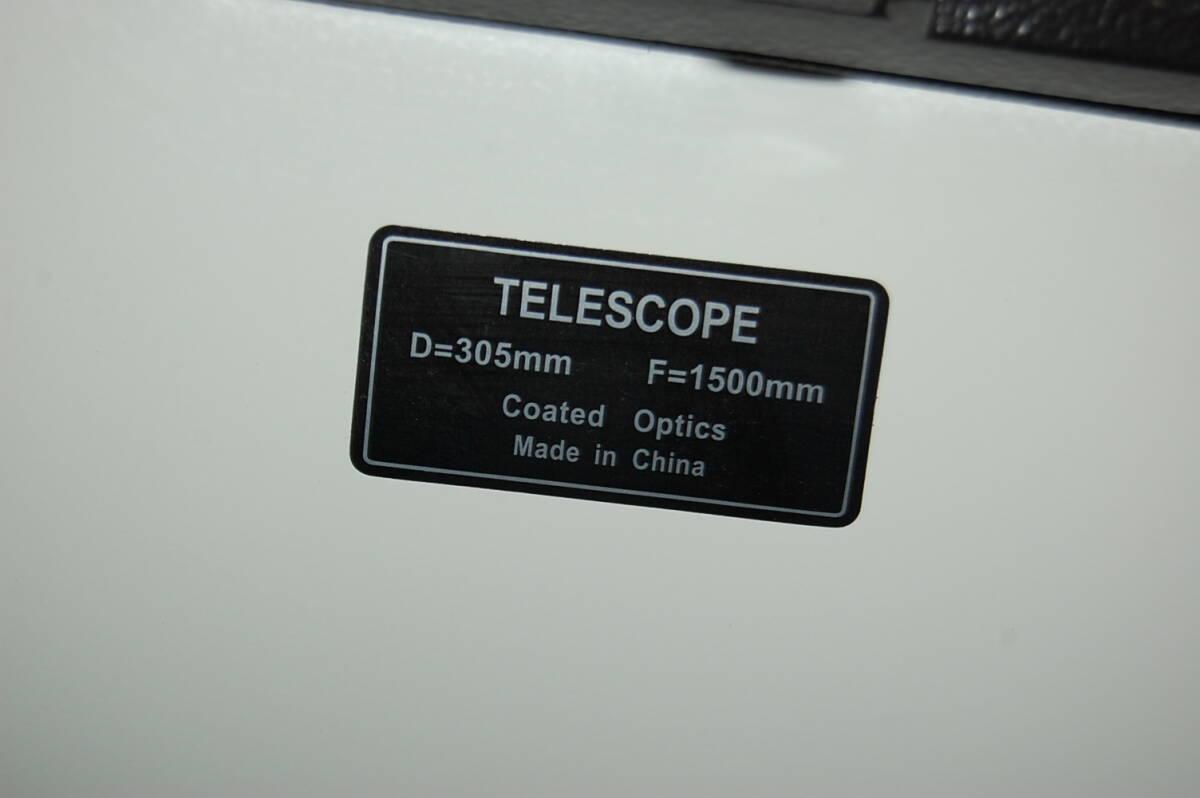 TELESCOPE
D=305mm F=1500mm
Coated Optics
Made in China